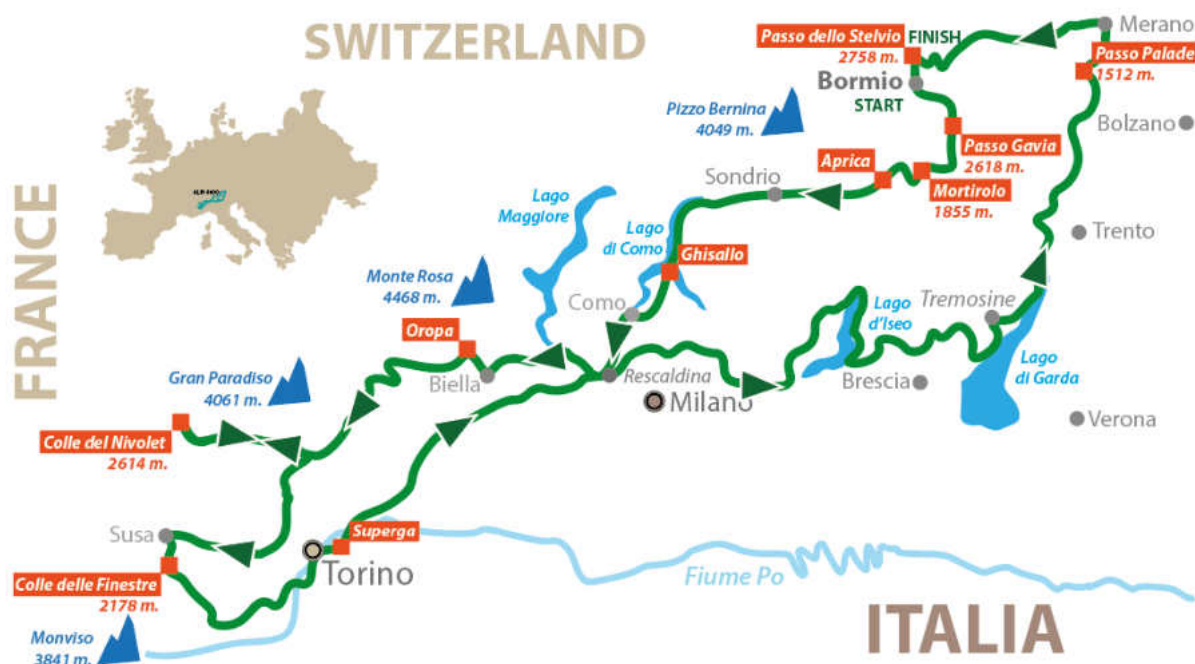 SWITZERLAND
FRANCE
ITALIA
Merano
Passo dello Stelvio
2758 m.
FINISH
Passo Palade
1512 m.
Bormio
START
Pizzo Bernina
4049 m.
Bolzano
Passo Gavia
2618 m.
Aprica
Sondrio
Mortirolo
1855 m.
Lago
Maggiore
Lago
di Como
Trento
Ghisallo
Monte Rosa
4468 m.
Como
Tremosine
Lago
d'Iseo
Oropa
Gran Paradiso
4061 m.
Biella
Rescaldina
Brescia
Lago
di Garda
Milano
Verona
Colle del Nivolet
2614 m.
Susa
Superga
Torino
Colle delle Finestre
2178 m.
Fiume Po
Monviso
3841 m.